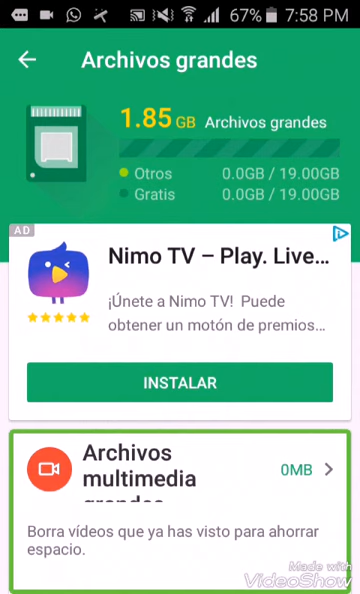 67% 7:58 PM
Archivos grandes
1.85 GB Archivos grandes
Otros 0.0GB / 19.00GB
Gratis 0.0GB / 19.00GB
AD
Nimo TV – Play. Live...
¡Únete a Nimo TV! Puede
obtener un motón de premios...
INSTALAR
Archivos
multimedia
grandes
0MB
Borra vídeos que ya has visto para ahorrar
espacio.
Made with
VideoShow